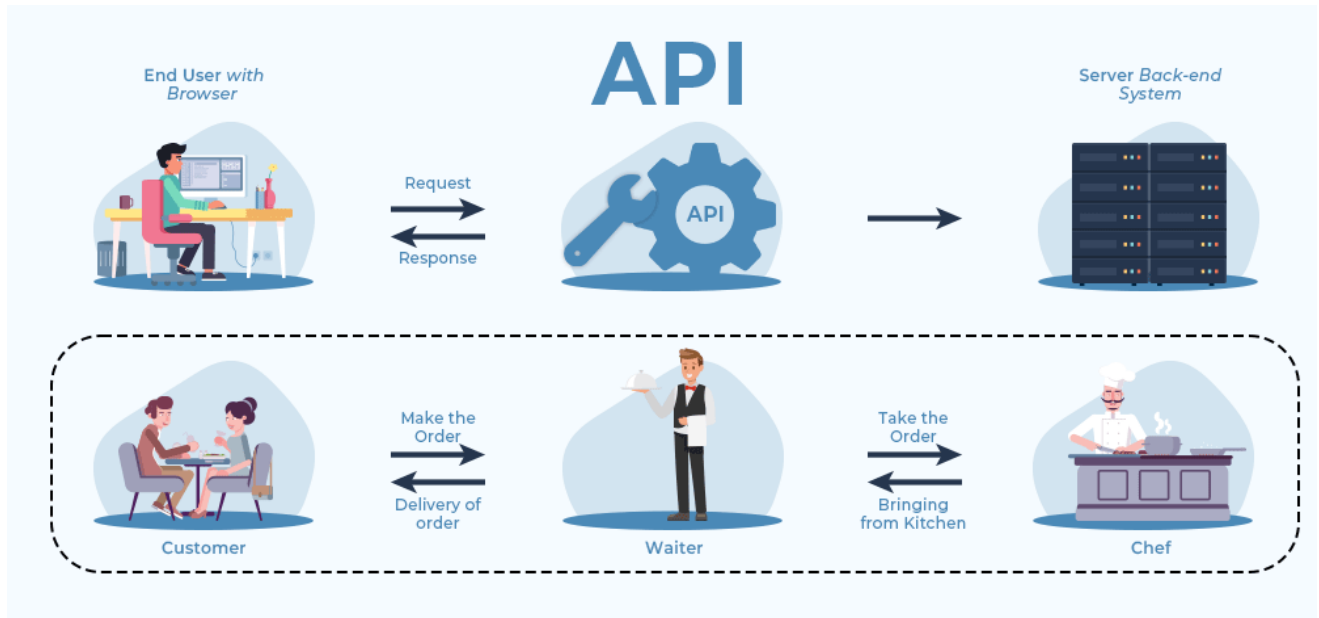 API
End User with
Browser
Server Back-end
System
Request
API
Response
Make the
Order
Take the
Order
Delivery of
order
Bringing
from Kitchen
Customer
Waiter
Chef